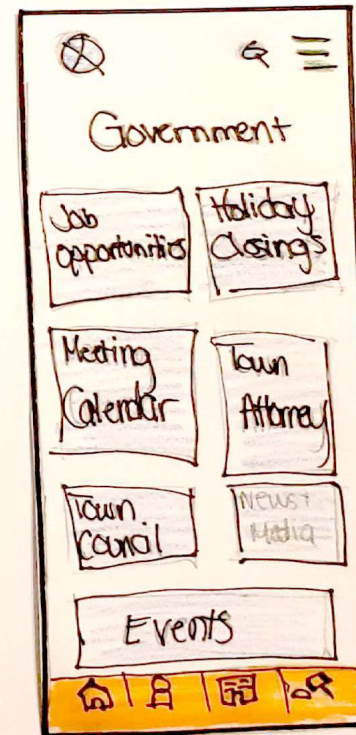 Government
Job
opportunities
Holiday
Closings
Meeting
Calendar
Town
Attorney
Town
Council
News+
Media
Events